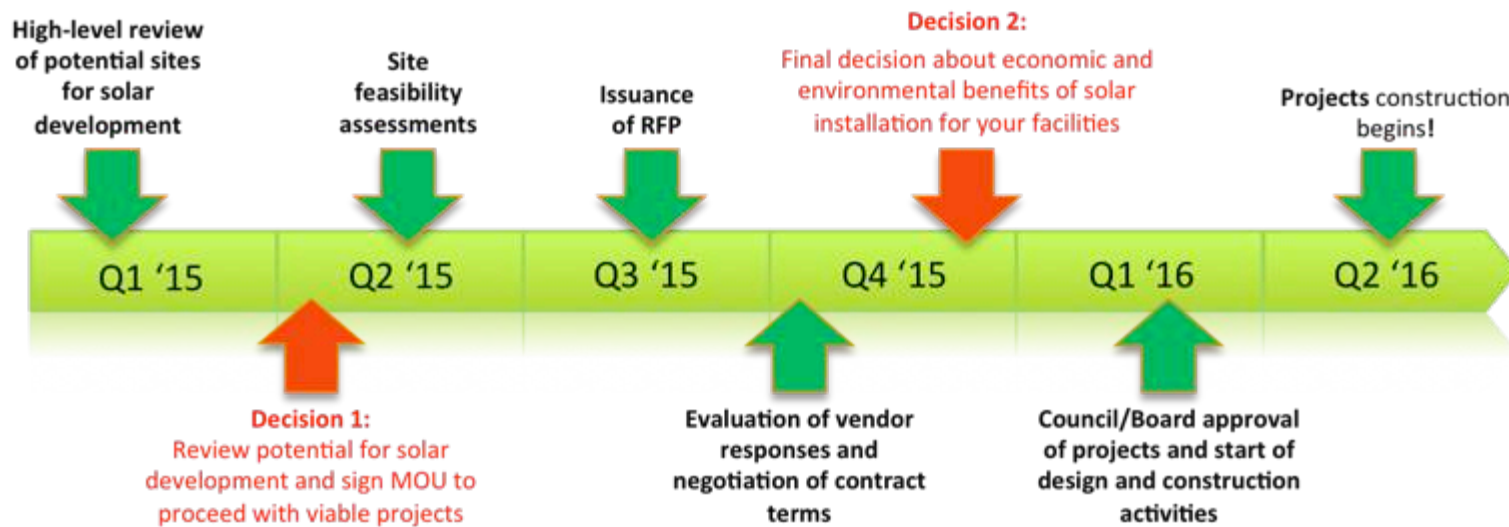 High-level review
of potential sites
for solar
development
Site
feasibility
assessments
Issuance
of RFP
Decision 2:
Final decision about economic and
environmental benefits of solar
installation for your facilities
Projects construction
begins!
Q1 ‘15
Q2 ‘15
Q3 ‘15
Q4 ‘15
Q1 ‘16
Q2 ‘16
Decision 1:
Review potential for solar
development and sign MOU to
proceed with viable projects
Evaluation of vendor
responses and
negotiation of contract
terms
Council/Board approval
of projects and start of
design and construction
activities